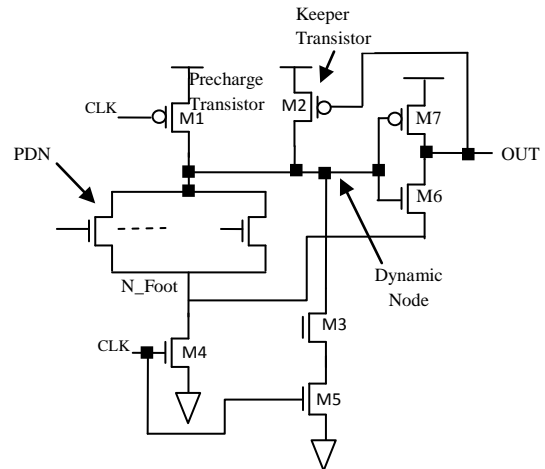 Keeper
Transistor
Precharge
Transistor
CLK
M1
M2
M7
PDN
OUT
M6
Dynamic
Node
N_Foot
M3
CLK
M4
M5